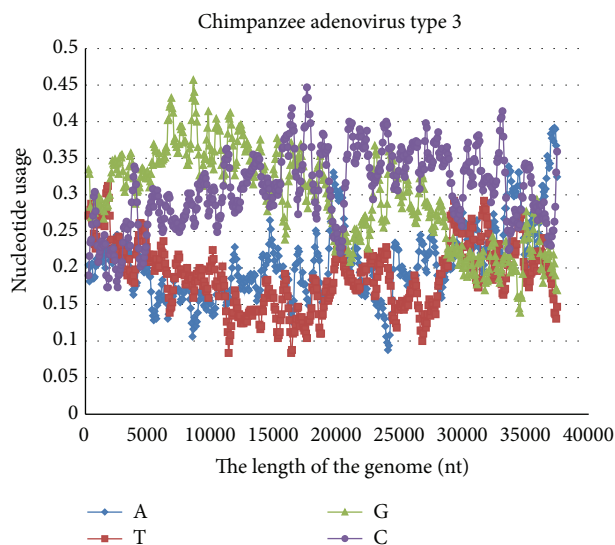 Chimpanzee adenovirus type 3
0.5
0.45
0.4
0.35
0.3
0.25
0.2
0.15
0.1
0.05
0
Nucleotide usage
0 5000 10000 15000 20000 25000 30000 35000 40000
The length of the genome (nt)
A G
T C